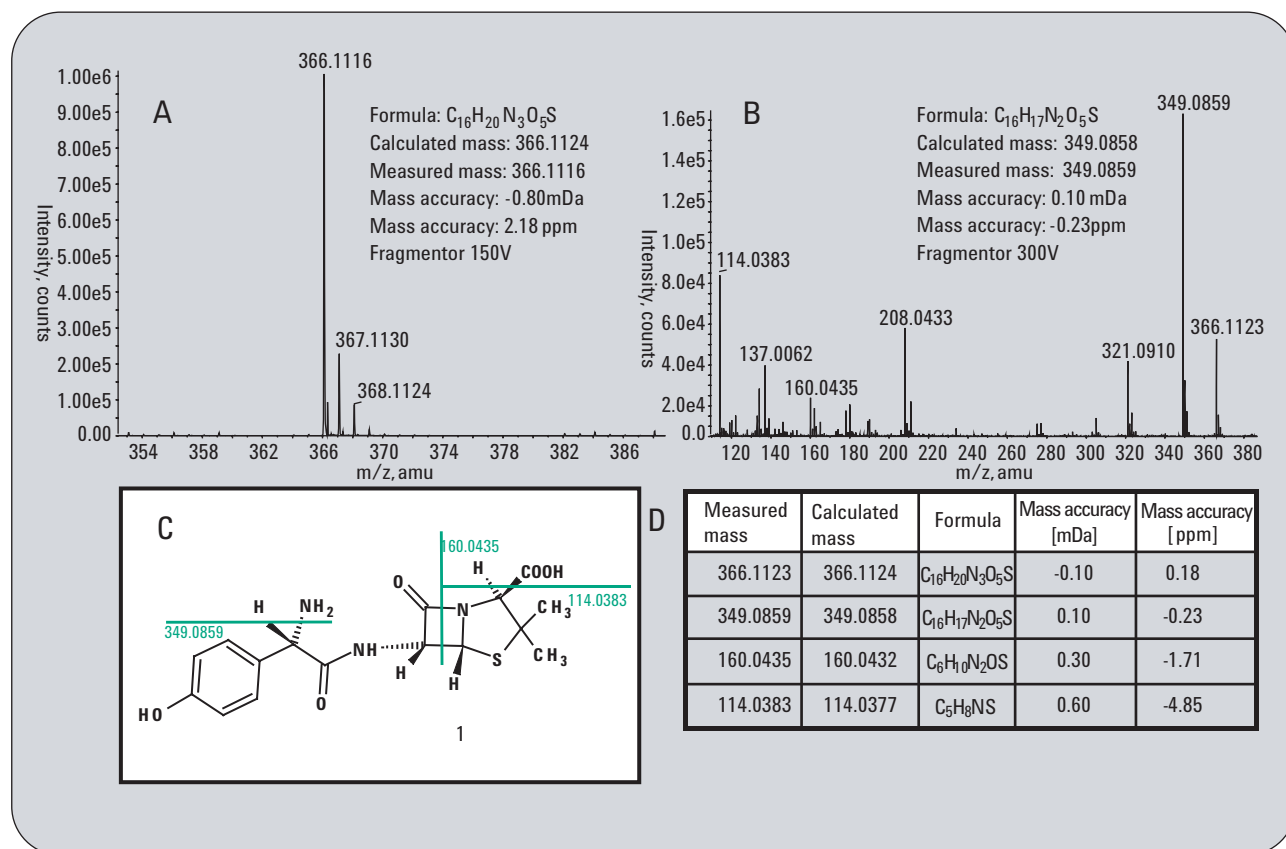 A
366.1116
367.1130
368.1124
Formula: C₁₆H₂₀N₃O₅S
Calculated mass: 366.1124
Measured mass: 366.1116
Mass accuracy: -0.80mDa
Mass accuracy: 2.18 ppm
Fragmentor 150V
Intensity, counts
1.00e6
9.00e5
8.00e5
7.00e5
6.00e5
5.00e5
4.00e5
3.00e5
2.00e5
1.00e5
0.00
354 358 362 366 370 374 378 382 386
m/z, amu
B
349.0859
Formula: C₁₆H₁₇N₂O₅S
Calculated mass: 349.0858
Measured mass: 349.0859
Mass accuracy: 0.10 mDa
Mass accuracy: -0.23ppm
Fragmentor 300V
114.0383
137.0062
160.0435
208.0433
321.0910
366.1123
Intensity, counts
1.6e5
1.4e5
1.2e5
1.0e5
8.0e4
6.0e4
4.0e4
2.0e4
0.0
120 140 160 180 200 220 240 260 280 300 320 340 360 380
m/z, amu
C
160.0435
H
COOH
O
114.0383
H
NH₂
N
CH₃
349.0859
NH
S
CH₃
H
H
O
HO
1
D
Measured mass Calculated mass Formula Mass accuracy [mDa] Mass accuracy [ppm]
366.1123 366.1124 C₁₆H₂₀N₃O₅S -0.10 0.18
349.0859 349.0858 C₁₆H₁₇N₂O₅S 0.10 -0.23
160.0435 160.0432 C₆H₁₀N₂OS 0.30 -1.71
114.0383 114.0377 C₅H₈NS 0.60 -4.85